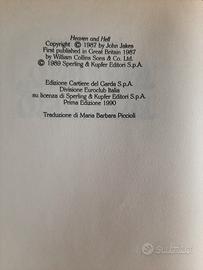 Heaven and Hell
Copyright © 1987 by John Jakes
First published in Great Britain 1987
by William Collins Sons & Co. Ltd.
© 1989 Sperling & Kupfer Editori S.p.A.
Edizione Cartiere del Garda S.p.A.
Divisione Euroclub Italia
su licenza di Sperling & Kupfer Editori S.p.A.
Prima Edizione 1990
Traduzione di Maria Barbara Piccioli
subito